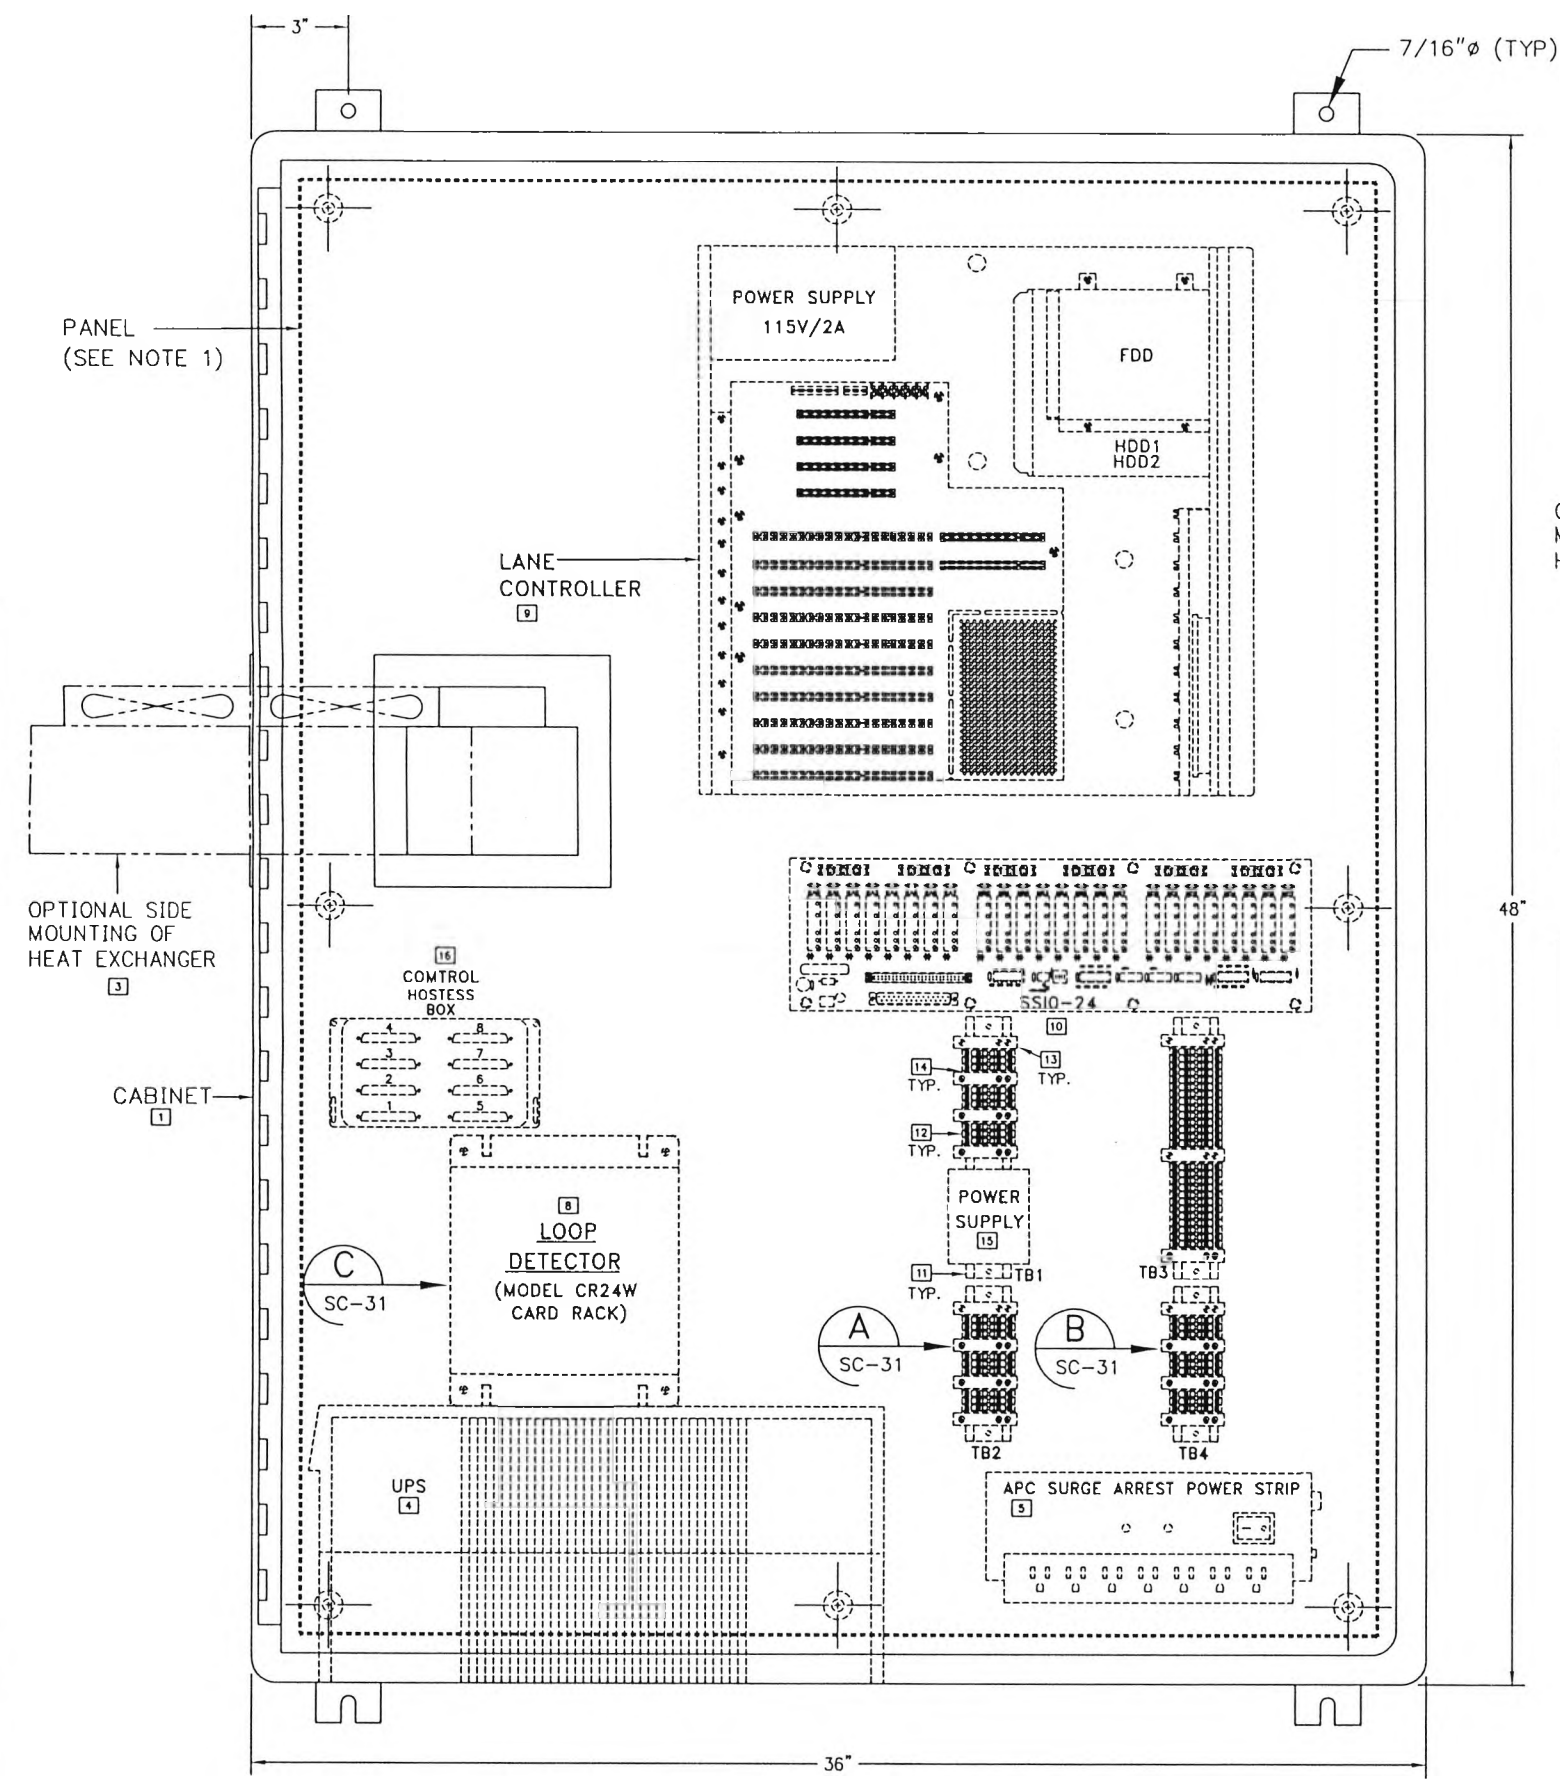 3"
7/16"ø (TYP)
POWER SUPPLY
115V/2A
FDD
PANEL
(SEE NOTE 1)
HDD1
HDD2
LANE
CONTROLLER
9
OPTIONAL SIDE
MOUNTING OF
HEAT EXCHANGER
3
48"
16
COMTROL
HOSTESS
BOX
4 8
3 7
2 6
1 5
SSIO-24
10
13
TYP.
14
TYP.
12
TYP.
CABINET
1
8
LOOP
DETECTOR
(MODEL CR24W
CARD RACK)
POWER
SUPPLY
15
C
SC-31
11
TYP.
TB1
TB3
A
SC-31
B
SC-31
TB2
TB4
UPS
4
APC SURGE ARREST POWER STRIP
5
36"